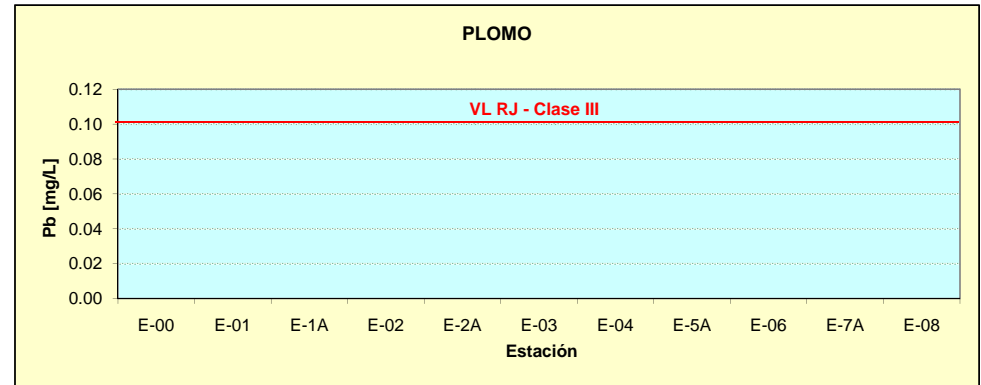 PLOMO
0.12
VL RJ - Clase III
0.10
0.08
0.06
0.04
0.02
0.00
Pb [mg/L]
E-00 E-01 E-1A E-02 E-2A E-03 E-04 E-5A E-06 E-7A E-08
Estación